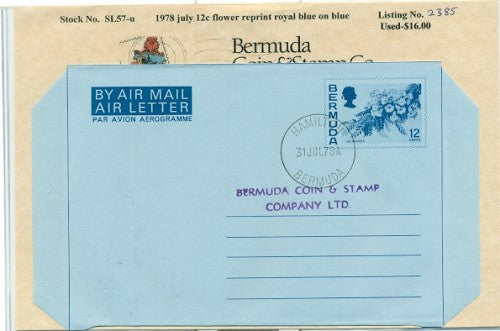 Stock No. SL57-u 1978 july 12c flower reprint royal blue on blue Listing No. 2385
Used-$16.00
Bermuda
Coin & Stamp Co
BY AIR MAIL
AIR LETTER
PAR AVION AEROGRAMME
BERMUDA
12
HAMILTON
31 JUL 78A
BERMUDA
BERMUDA COIN & STAMP
COMPANY LTD.